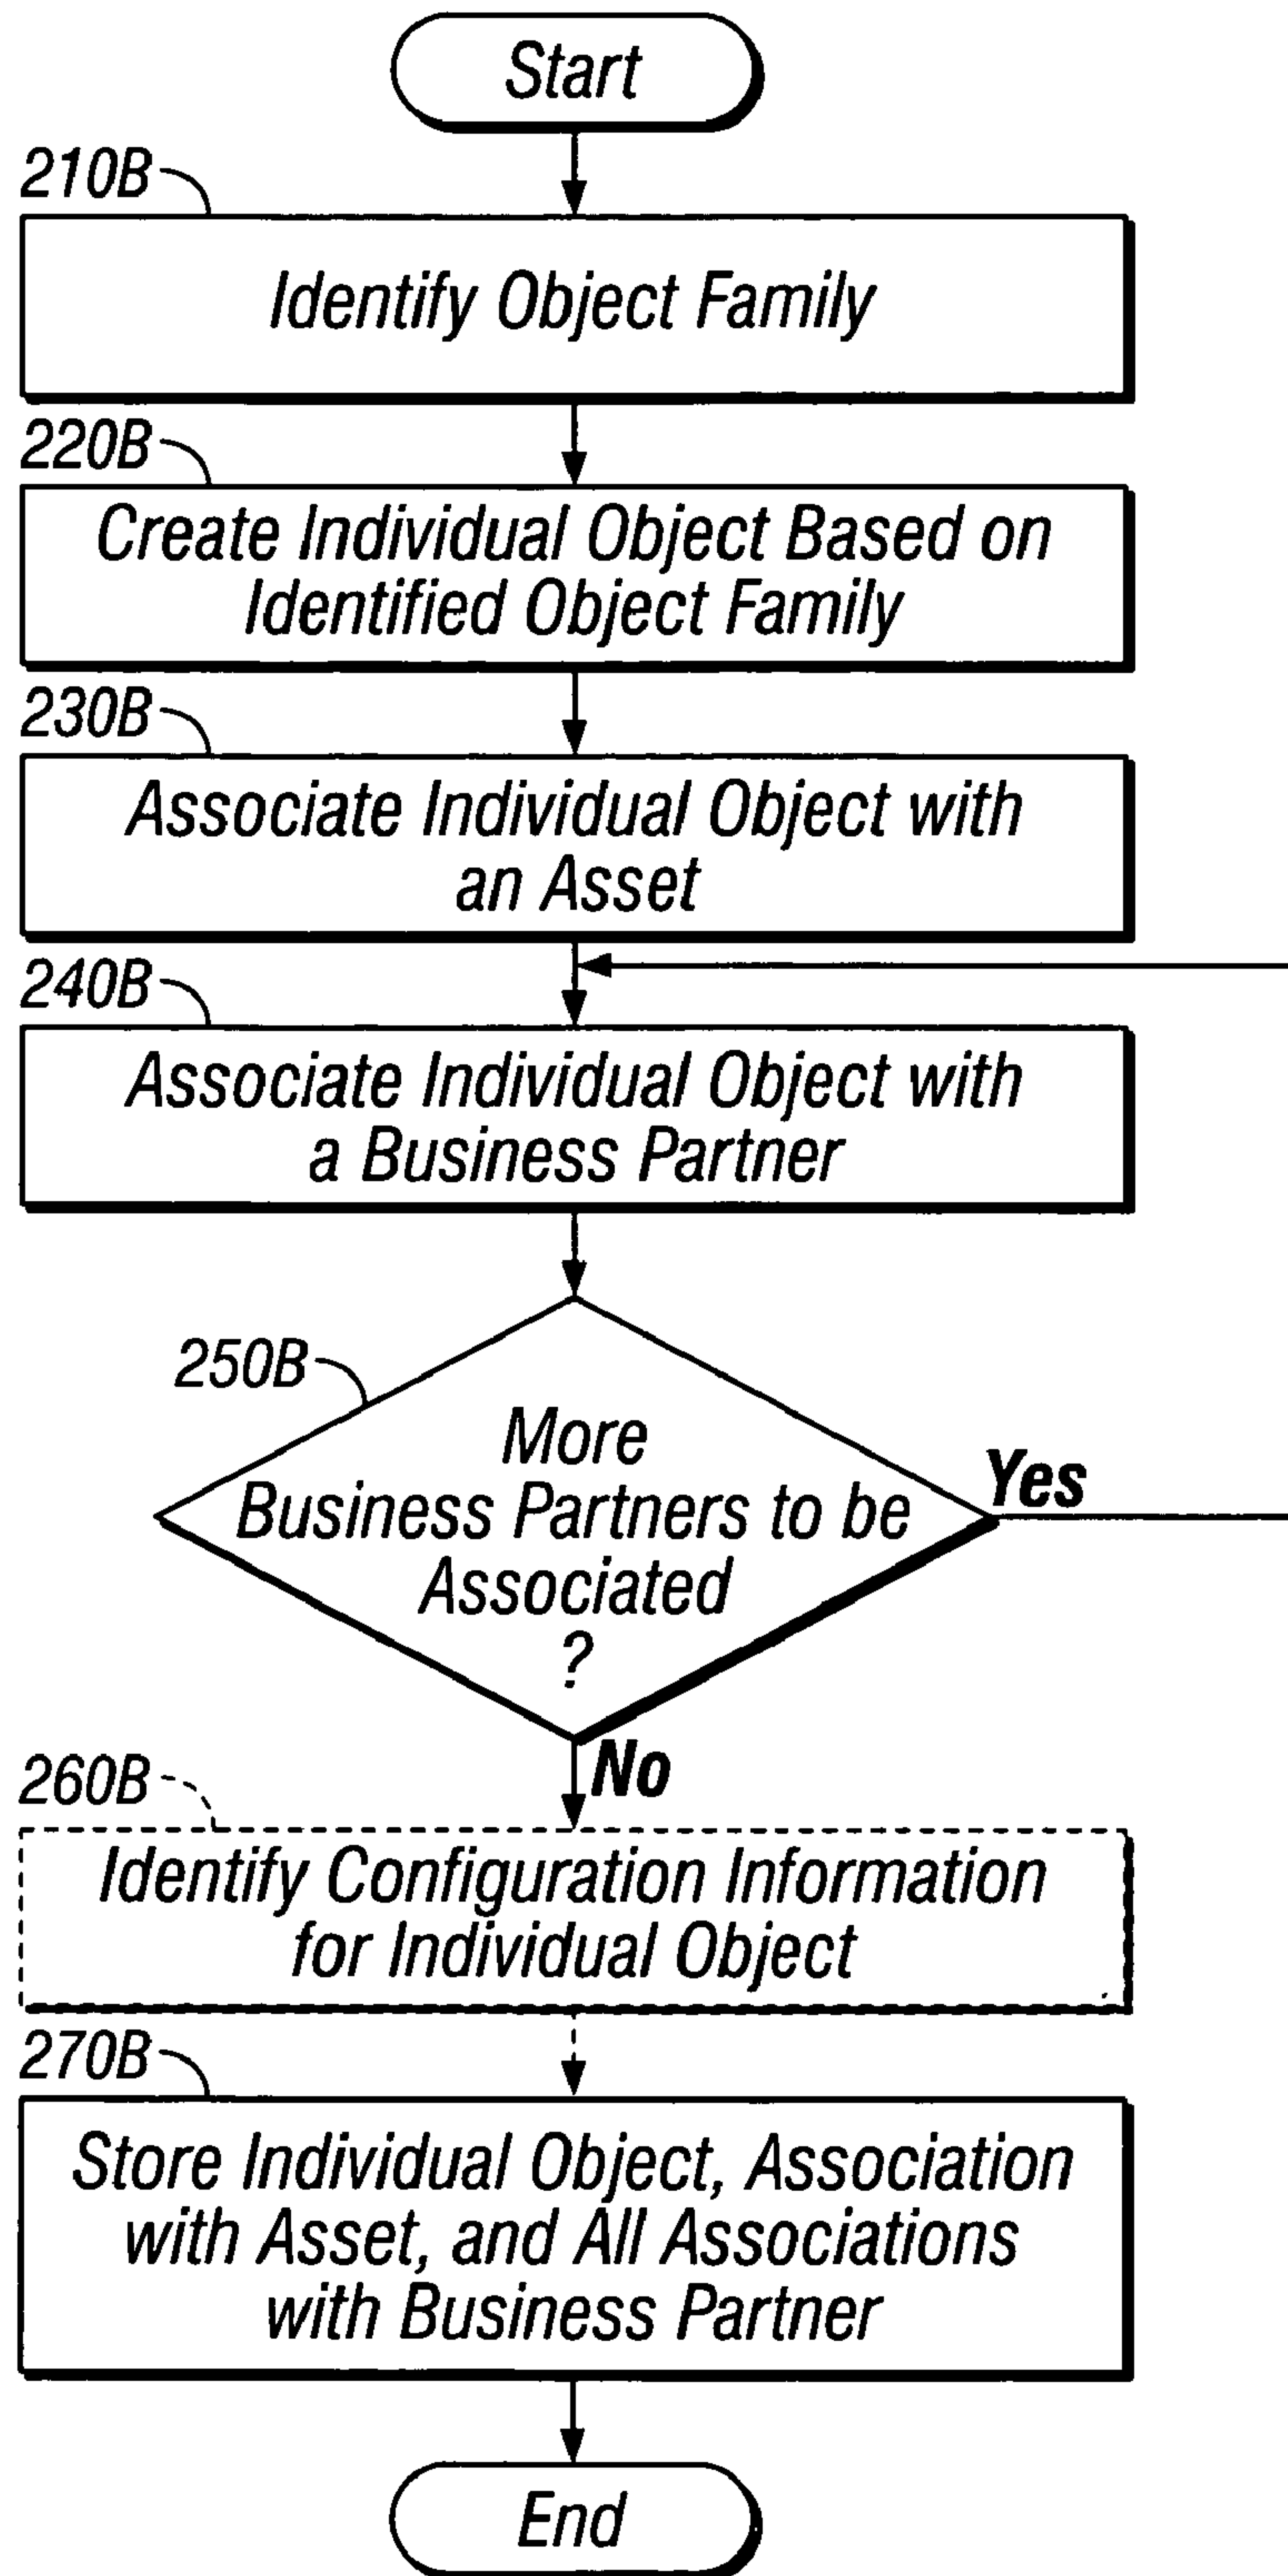 Start
210B
Identify Object Family
220B
Create Individual Object Based on
Identified Object Family
230B
Associate Individual Object with
an Asset
240B
Associate Individual Object with
a Business Partner
250B
More
Business Partners to be
Associated
?
Yes
No
260B
Identify Configuration Information
for Individual Object
270B
Store Individual Object, Association
with Asset, and All Associations
with Business Partner
End